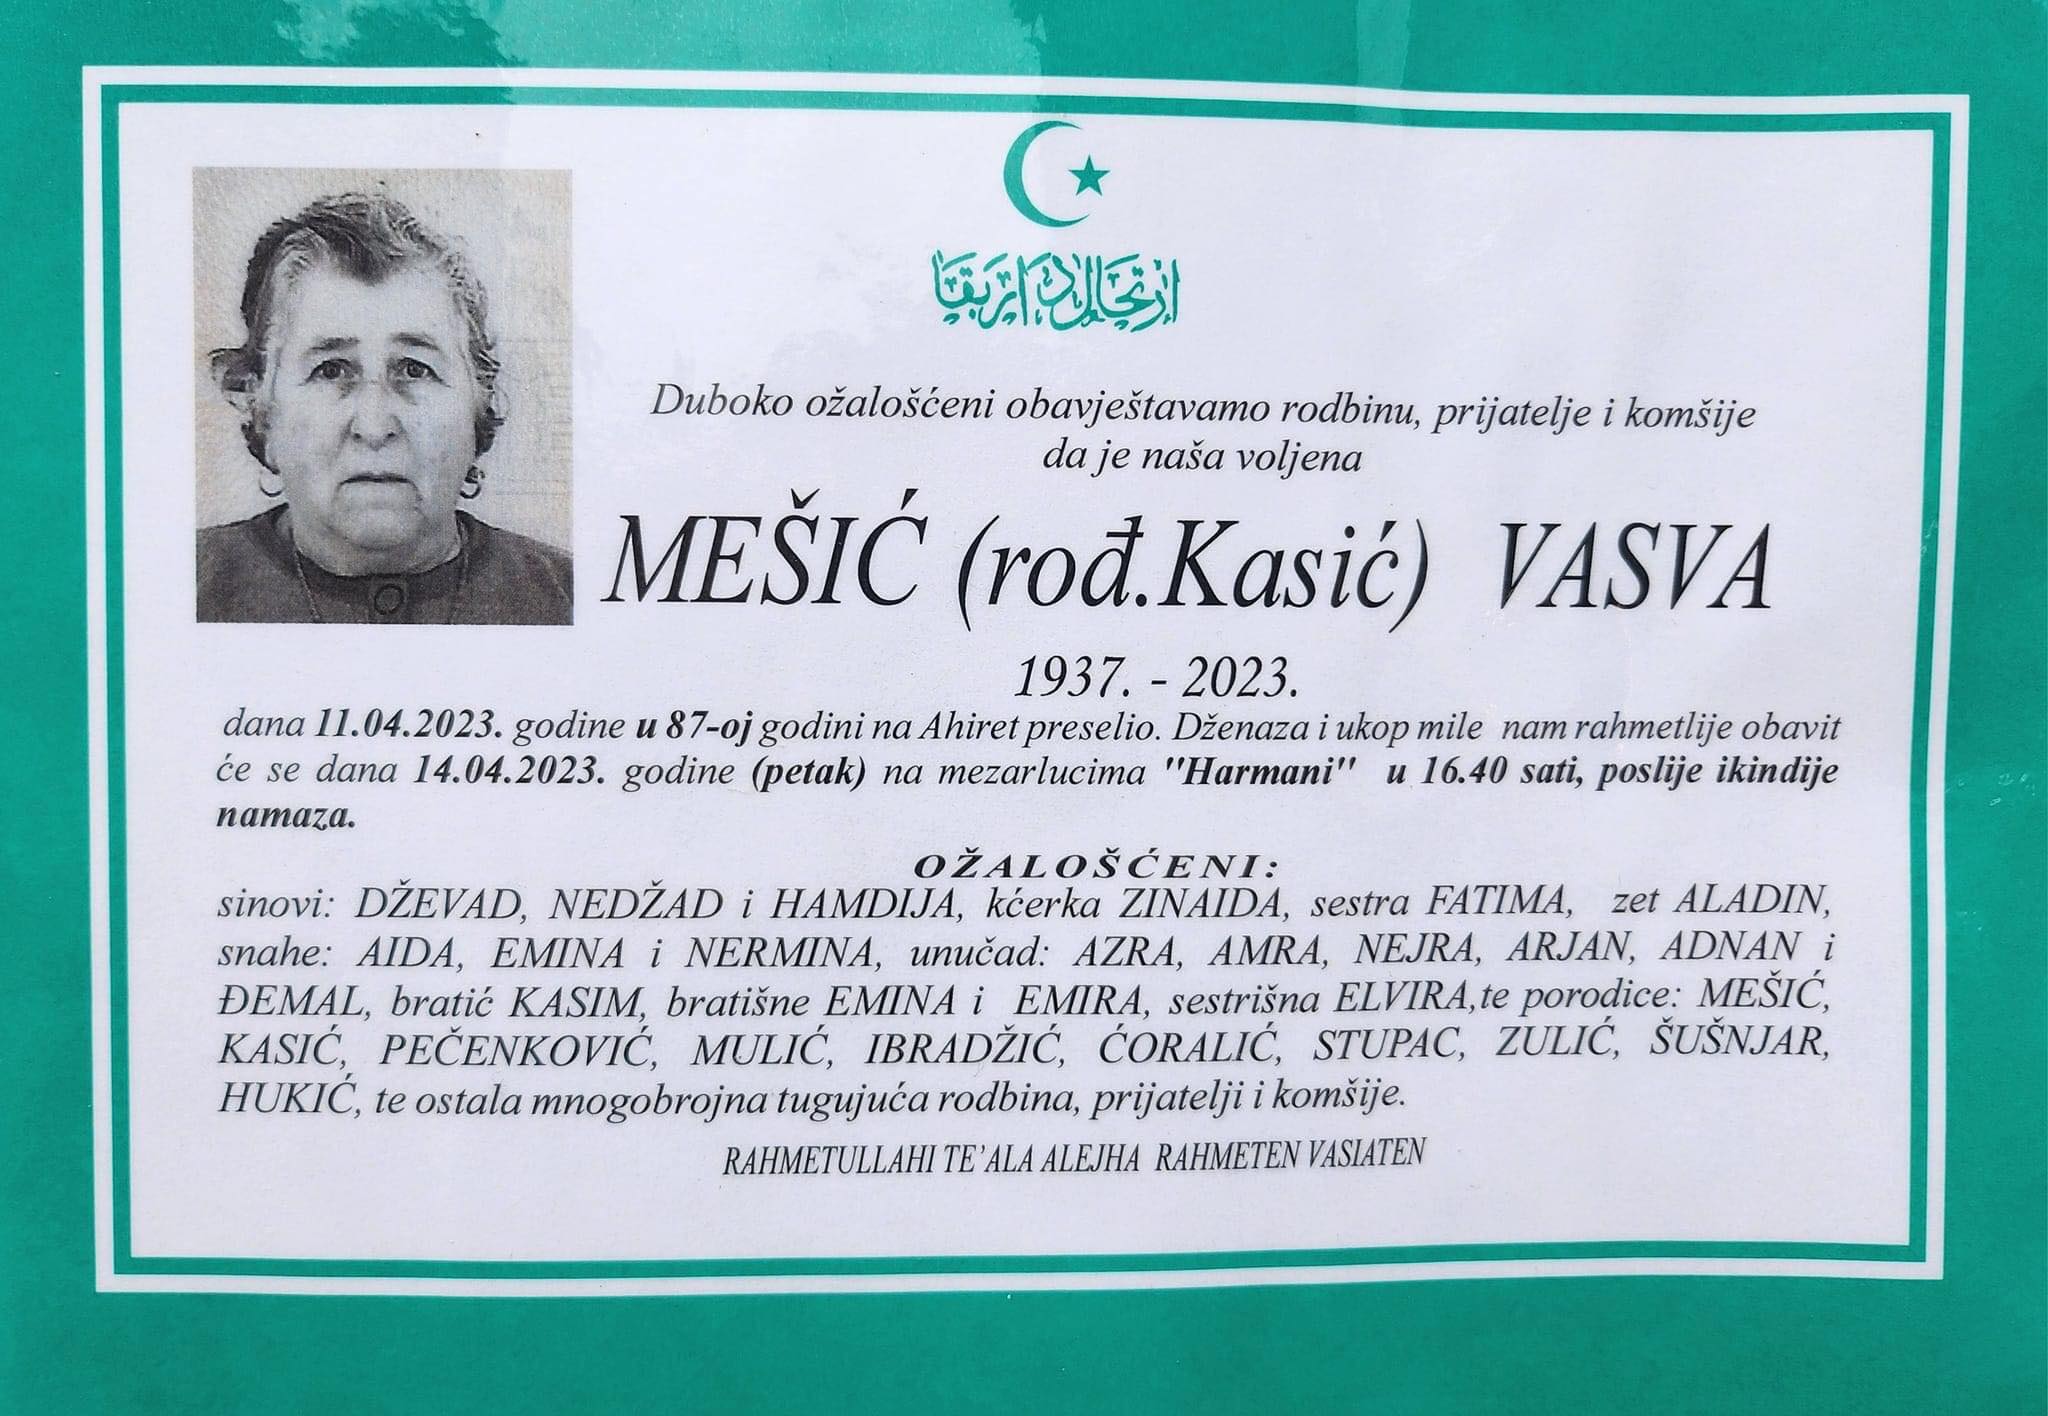 ارتحال دار بقا
Duboko ožalošćeni obavještavamo rodbinu, prijatelje i komšije
da je naša voljena
MEŠIĆ (rođ.Kasić) VASVA
1937. - 2023.
dana 11.04.2023. godine u 87-oj godini na Ahiret preselio. Dženaza i ukop mile nam rahmetlije obavit
će se dana 14.04.2023. godine (petak) na mezarlucima "Harmani" u 16.40 sati, poslije ikindije
namaza.
OŽALOŠĆENI:
sinovi: DŽEVAD, NEDŽAD i HAMDIJA, kćerka ZINAIDA, sestra FATIMA, zet ALADIN,
snahe: AIDA, EMINA i NERMINA, unučad: AZRA, AMRA, NEJRA, ARJAN, ADNAN i
ĐEMAL, bratić KASIM, bratišne EMINA i EMIRA, sestrišna ELVIRA,te porodice: MEŠIĆ,
KASIĆ, PEČENKOVIĆ, MULIĆ, IBRADŽIĆ, ĆORALIĆ, STUPAC, ZULIĆ, ŠUŠNJAR,
HUKIĆ, te ostala mnogobrojna tugujuća rodbina, prijatelji i komšije.
RAHMETULLAHI TE’ALA ALEJHA RAHMETEN VASIATEN